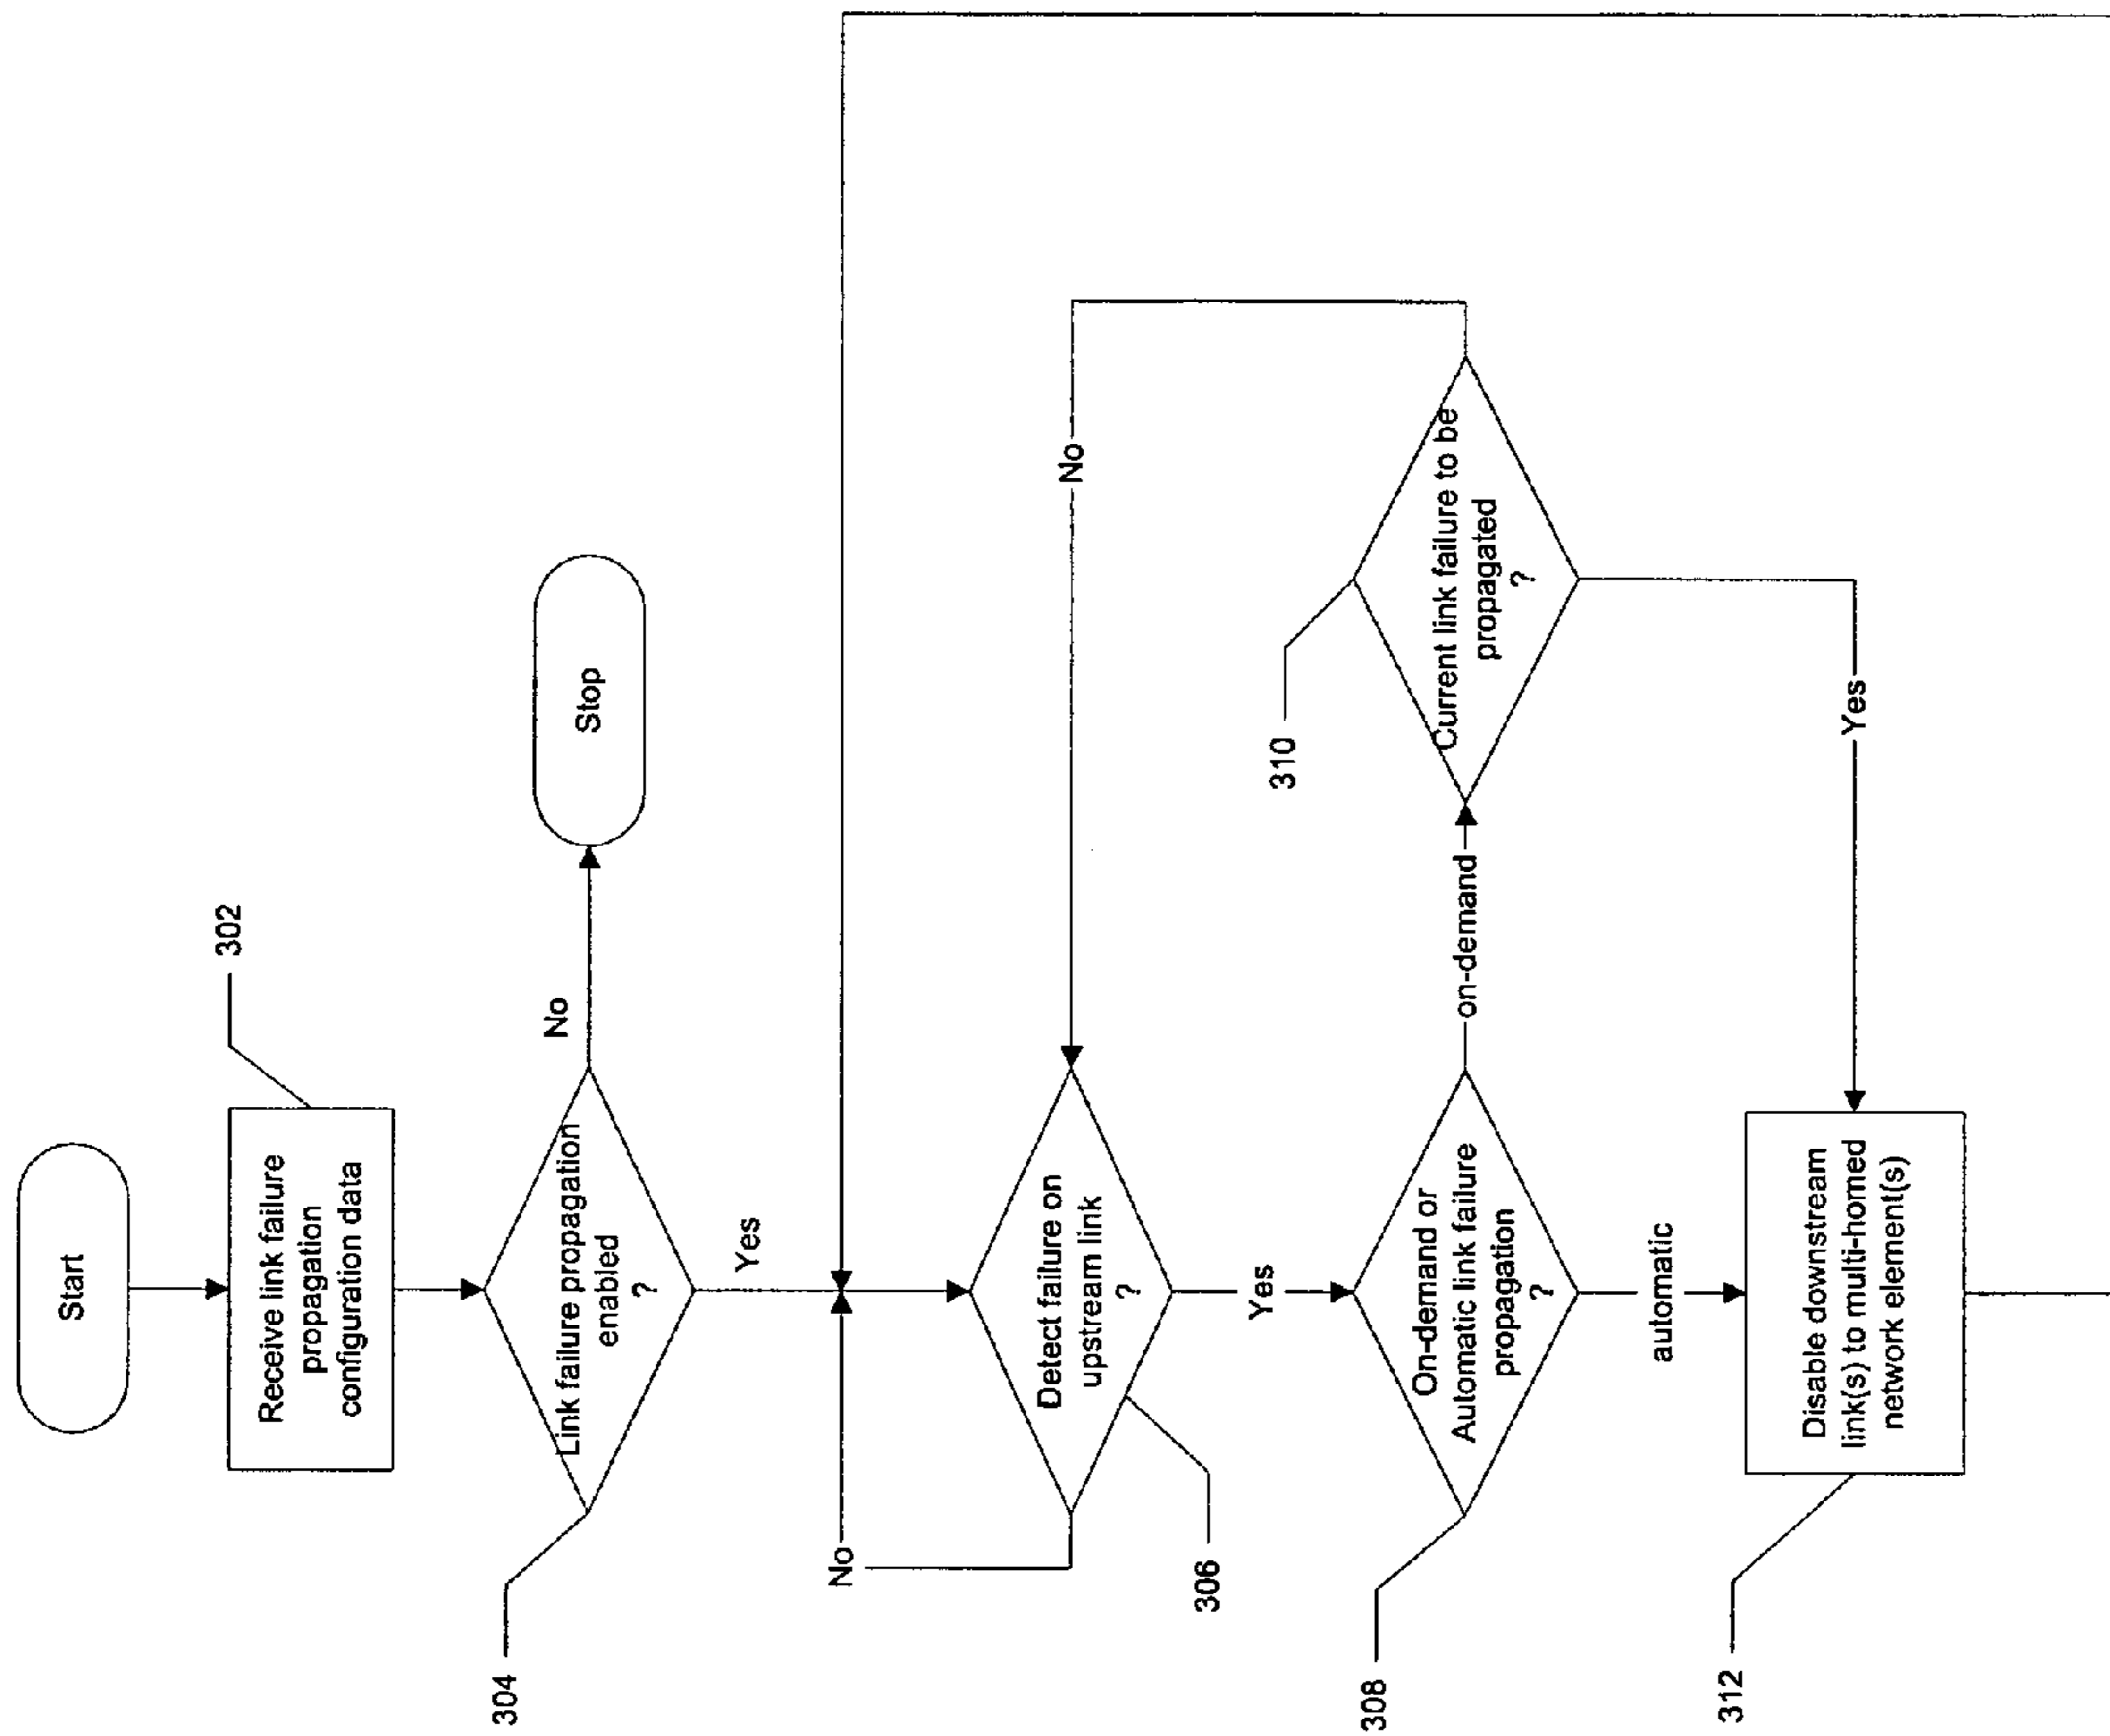 Start
302
Receive link failure
propagation
configuration data
304
Link failure propagation
enabled
?
No
Stop
Yes
No
Detect failure on
upstream link
?
306
No
Yes
308
On-demand or
Automatic link failure
propagation
?
on-demand
310
Current link failure to be
propagated
?
automatic
Yes
312
Disable downstream
link(s) to multi-homed
network element(s)